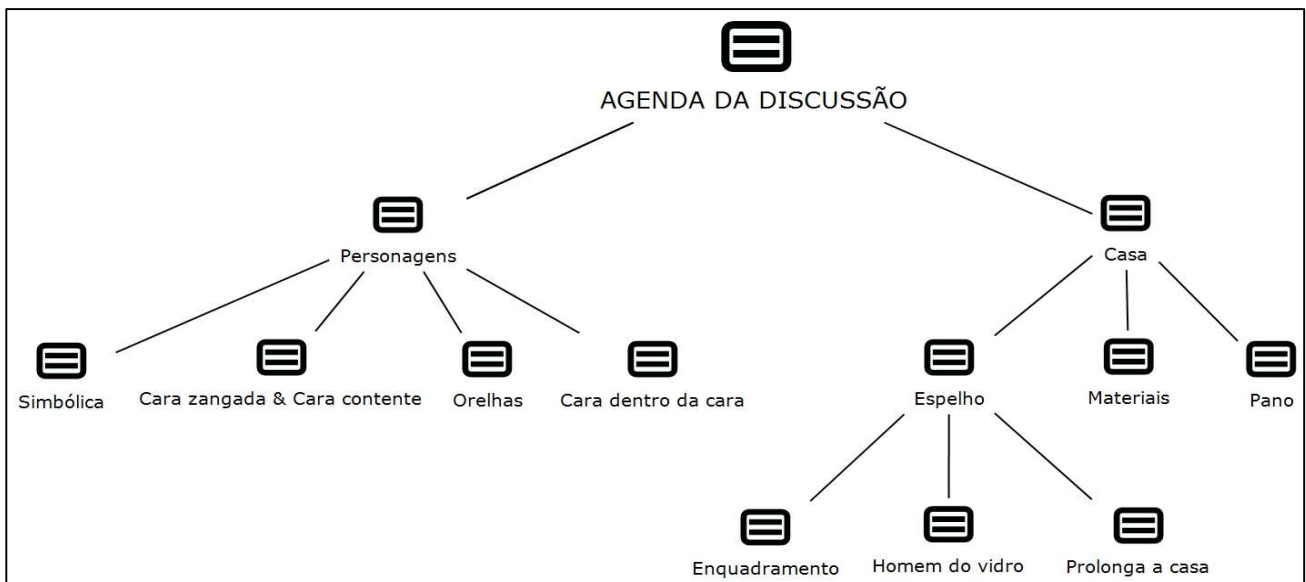 AGENDA DA DISCUSSÃO
Personagens
Casa
Simbólica
Cara zangada & Cara contente
Orelhas
Cara dentro da cara
Espelho
Materiais
Pano
Enquadramento
Homem do vidro
Prolonga a casa